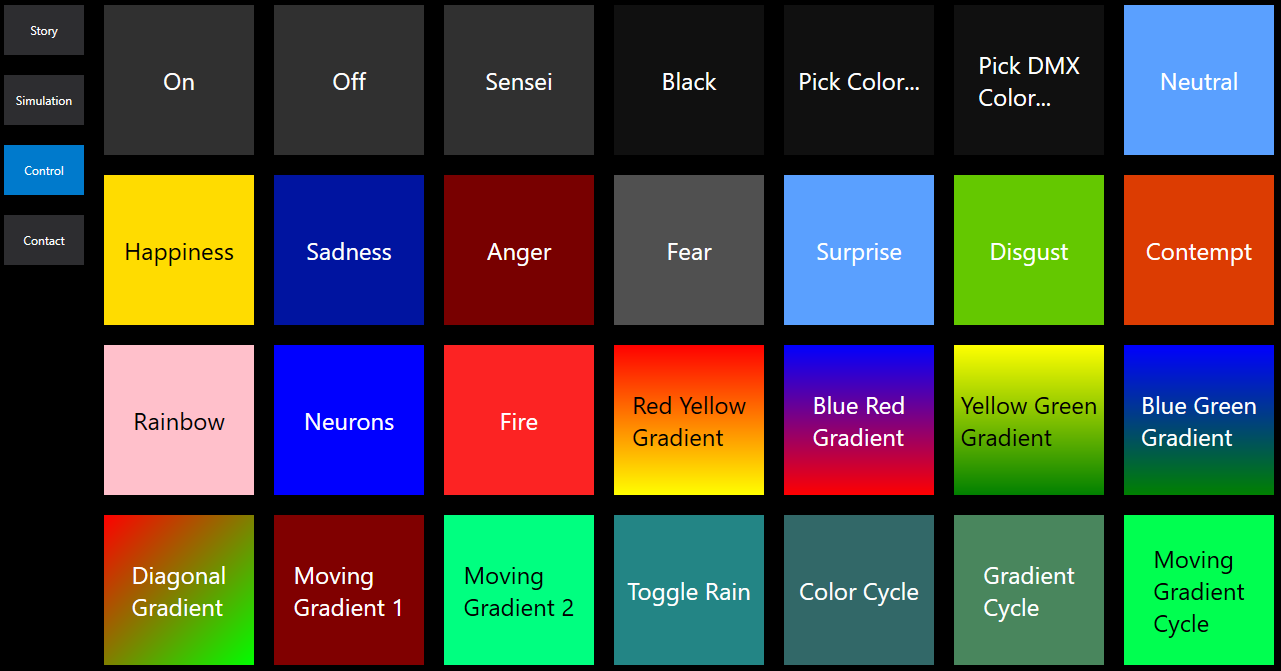 Story
Simulation
Control
Contact
On
Off
Sensei
Black
Pick Color...
Pick DMX
Color...
Neutral
Happiness
Sadness
Anger
Fear
Surprise
Disgust
Contempt
Rainbow
Neurons
Fire
Red Yellow
Gradient
Blue Red
Gradient
Yellow Green
Gradient
Blue Green
Gradient
Diagonal
Gradient
Moving
Gradient 1
Moving
Gradient 2
Toggle Rain
Color Cycle
Gradient
Cycle
Moving
Gradient
Cycle